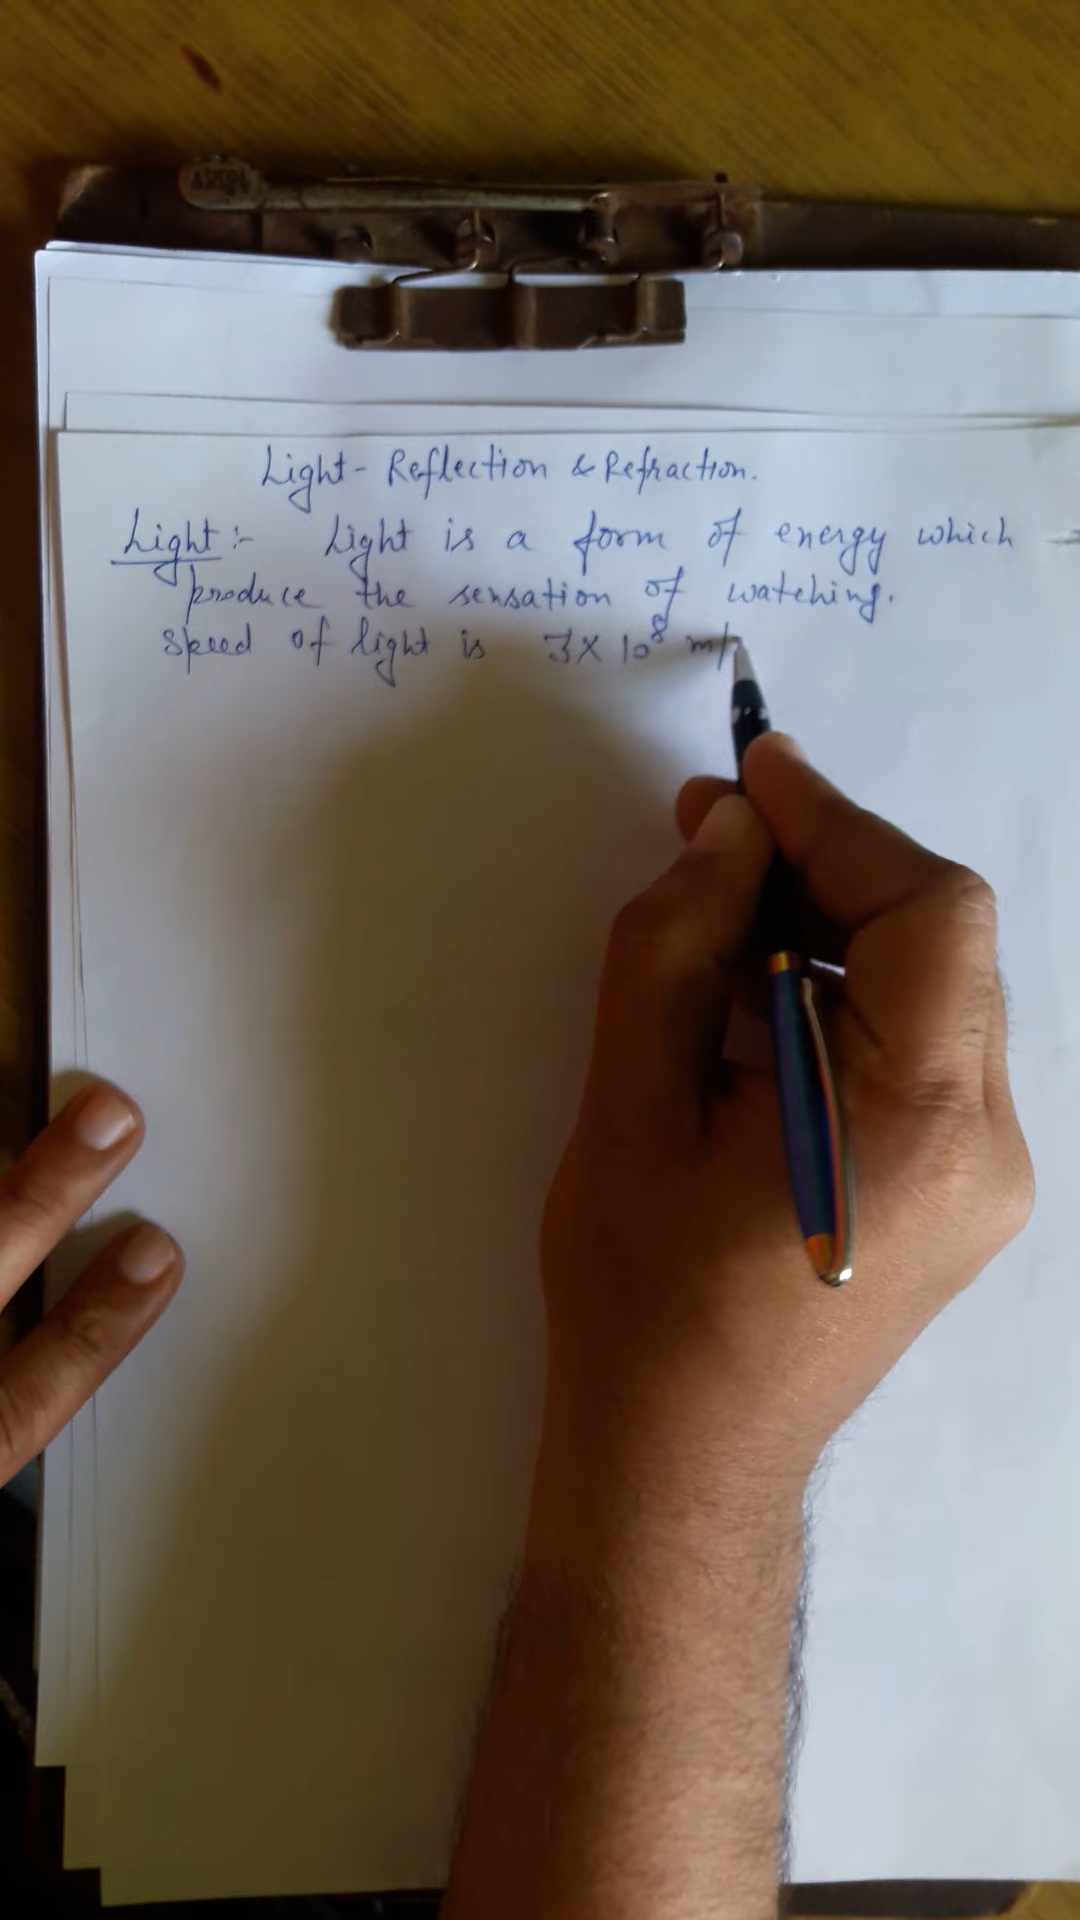 Light - Reflection & Refraction.
Light :- Light is a form of energy which
produce the sensation of watching.
speed of light is 3 X 10⁸ m/